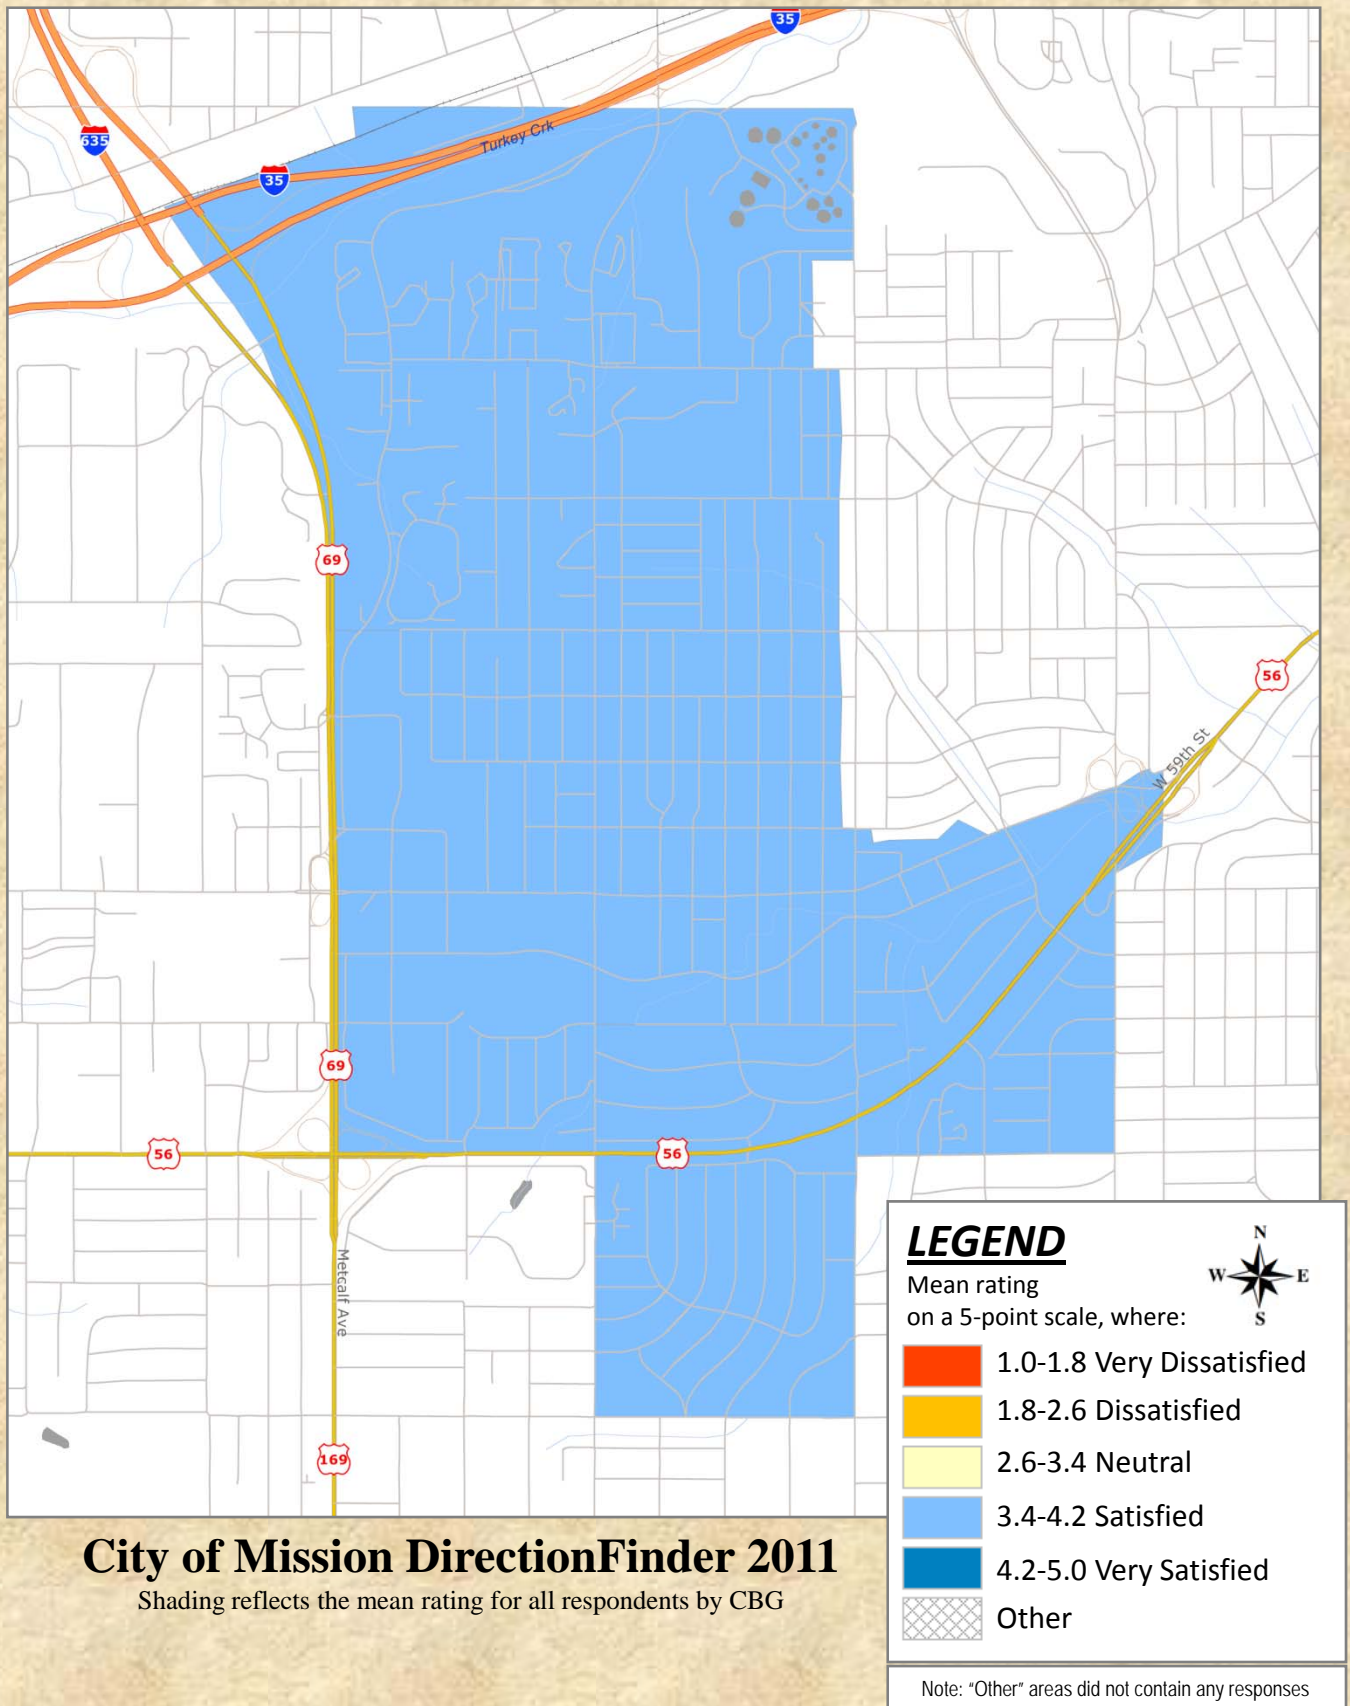 35
635
35
Turkey Crk
69
56
W 59th St
69
56
56
Metcalf Ave
169
LEGEND
Mean rating
on a 5-point scale, where:
N
W E
S
1.0-1.8 Very Dissatisfied
1.8-2.6 Dissatisfied
2.6-3.4 Neutral
3.4-4.2 Satisfied
4.2-5.0 Very Satisfied
Other
Note: "Other" areas did not contain any responses
City of Mission DirectionFinder 2011
Shading reflects the mean rating for all respondents by CBG